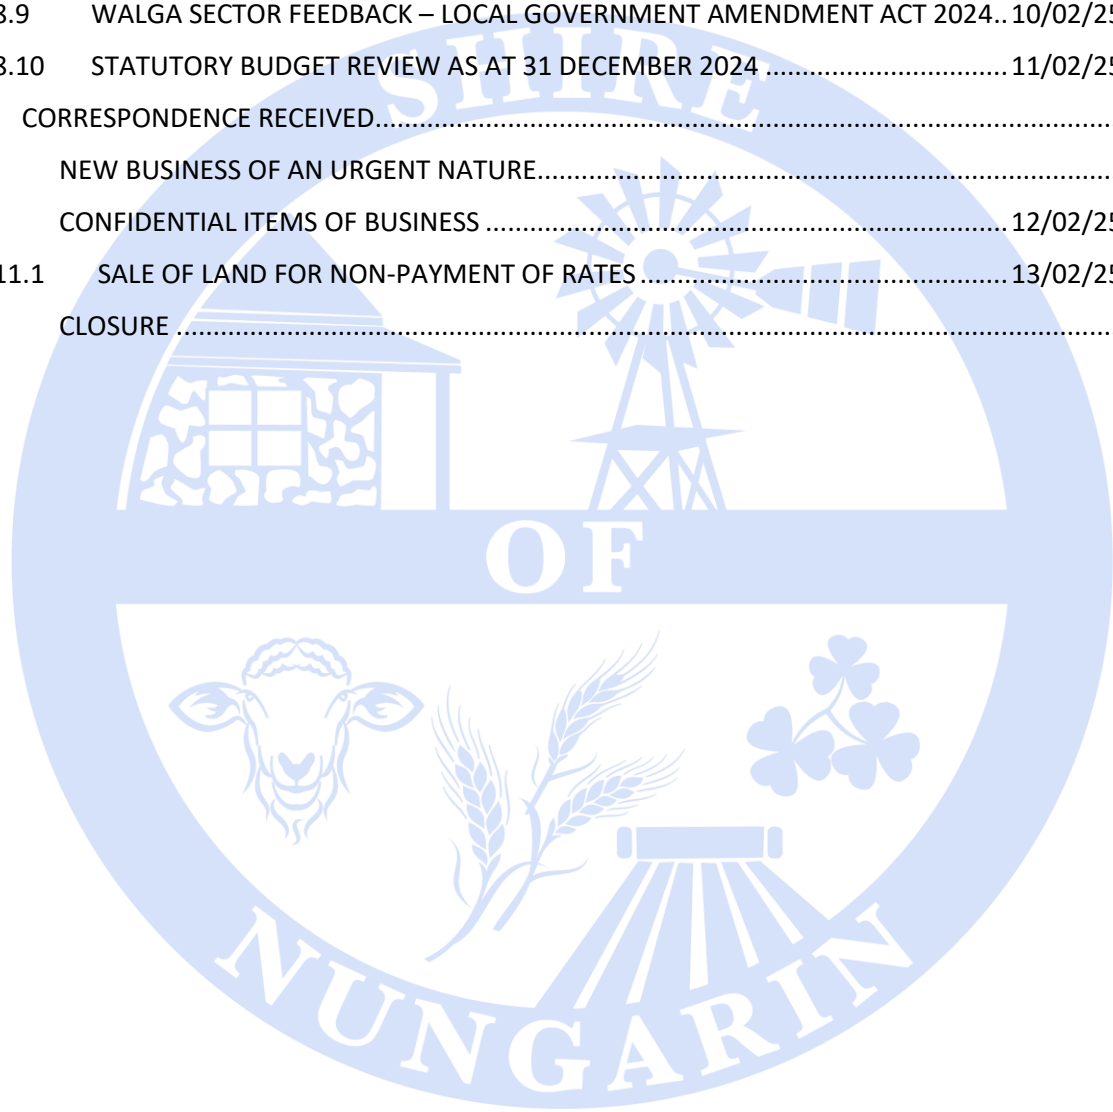 8.9 WALGA SECTOR FEEDBACK – LOCAL GOVERNMENT AMENDMENT ACT 2024..10/02/25
8.10 STATUTORY BUDGET REVIEW AS AT 31 DECEMBER 2024 ................................. 11/02/25
CORRESPONDENCE RECEIVED...............................................................................................
NEW BUSINESS OF AN URGENT NATURE..........................................................................
CONFIDENTIAL ITEMS OF BUSINESS ....................................................................... 12/02/25
11.1 SALE OF LAND FOR NON-PAYMENT OF RATES ................................................. 13/02/25
CLOSURE ..............................................................................................................................
SHIRE
OF
NUNGARIN